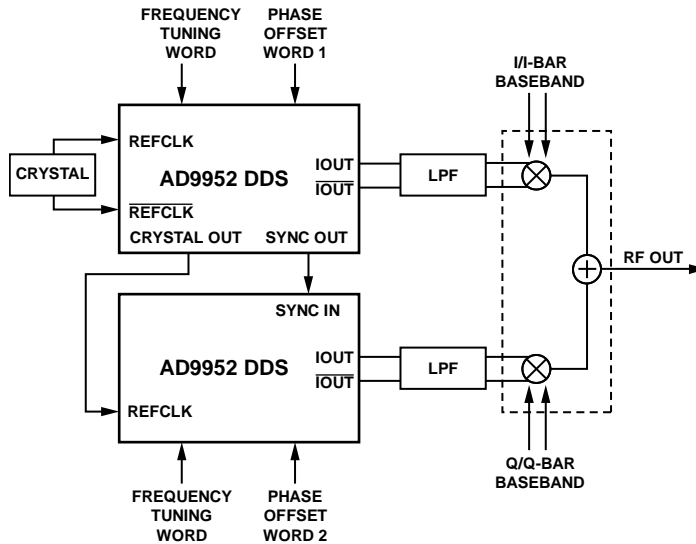 FREQUENCY
TUNING
WORD
PHASE
OFFSET
WORD 1
I/I-BAR
BASEBAND
CRYSTAL
REFCLK
REFCLK
AD9952 DDS
IOUT
IOUT
CRYSTAL OUT
SYNC OUT
LPF
RF OUT
SYNC IN
AD9952 DDS
IOUT
IOUT
REFCLK
LPF
FREQUENCY
TUNING
WORD
PHASE
OFFSET
WORD 2
Q/Q-BAR
BASEBAND